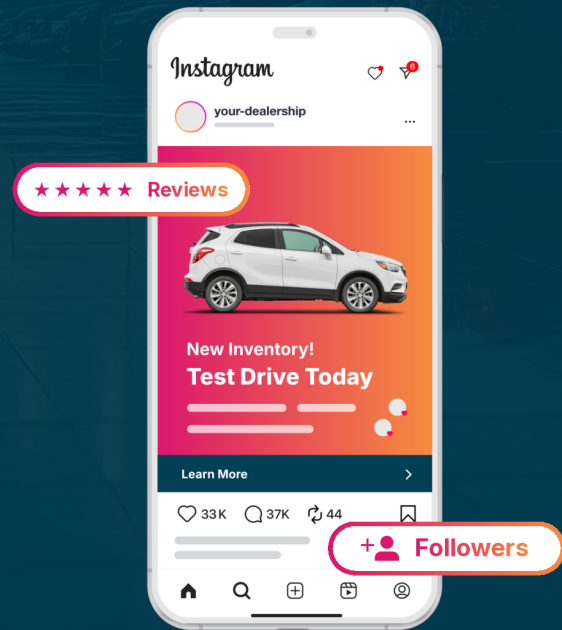 Instagram
6
your-dealership
★★★★★ Reviews
New Inventory!
Test Drive Today
Learn More
33K 37K 44
Followers